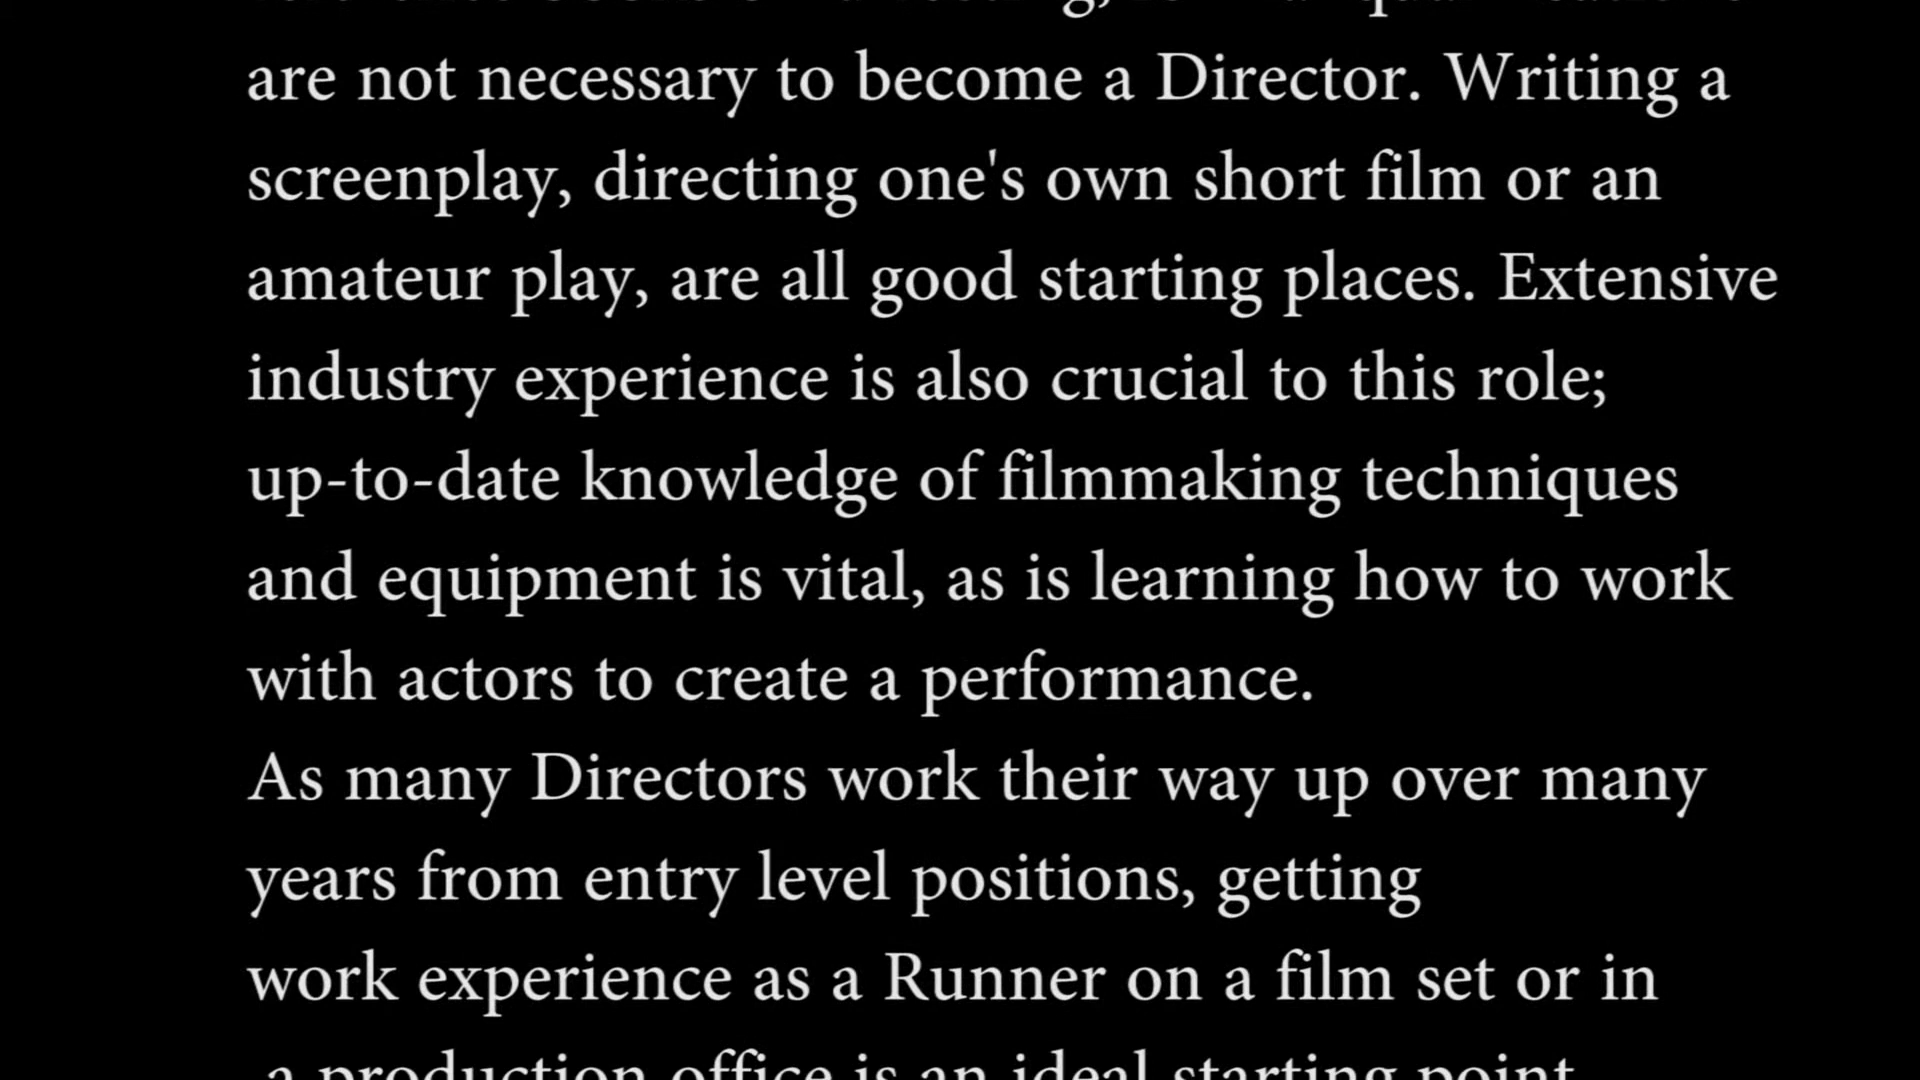 are not necessary to become a Director. Writing a
screenplay, directing one's own short film or an
amateur play, are all good starting places. Extensive
industry experience is also crucial to this role;
up-to-date knowledge of filmmaking techniques
and equipment is vital, as is learning how to work
with actors to create a performance.
As many Directors work their way up over many
years from entry level positions, getting
work experience as a Runner on a film set or in
a production office is an ideal starting point